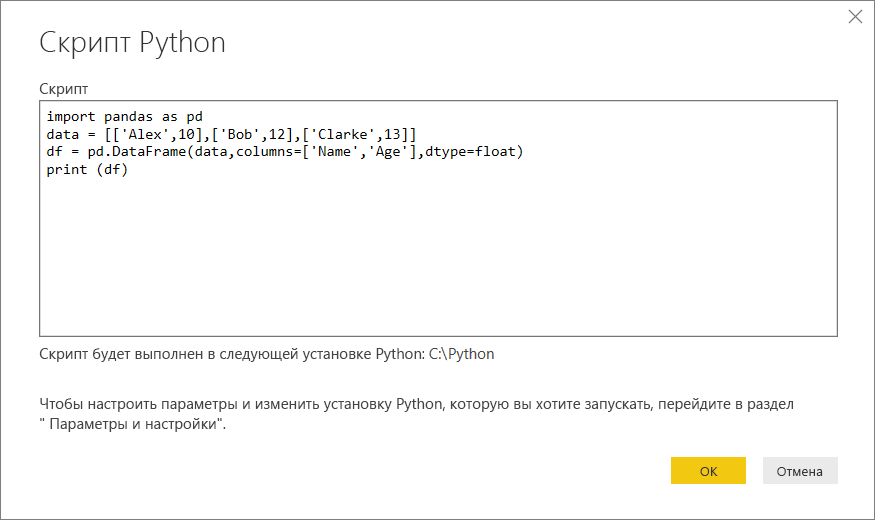 Скрипт Python
Скрипт
import pandas as pd
data = [['Alex',10],['Bob',12],['Clarke',13]]
df = pd.DataFrame(data,columns=['Name','Age'],dtype=float)
print (df)
Скрипт будет выполнен в следующей установке Python: C:\Python
Чтобы настроить параметры и изменить установку Python, которую вы хотите запускать, перейдите в раздел
" Параметры и настройки".
ОК
Отмена